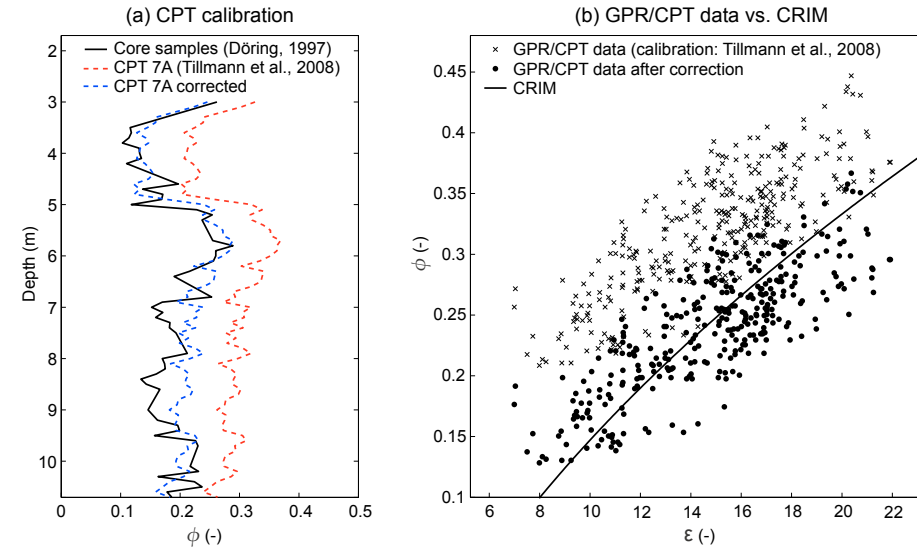 (a) CPT calibration
Core samples (Döring, 1997)
CPT 7A (Tillmann et al., 2008)
CPT 7A corrected
2
3
4
5
6
7
8
9
10
Depth (m)
0
0.1
0.2
0.3
0.4
0.5
ϕ (-)
(b) GPR/CPT data vs. CRIM
GPR/CPT data (calibration: Tillmann et al., 2008)
GPR/CPT data after correction
CRIM
0.45
0.4
0.35
0.3
0.25
0.2
0.15
0.1
ϕ (-)
6
8
10
12
14
16
18
20
22
ε (-)